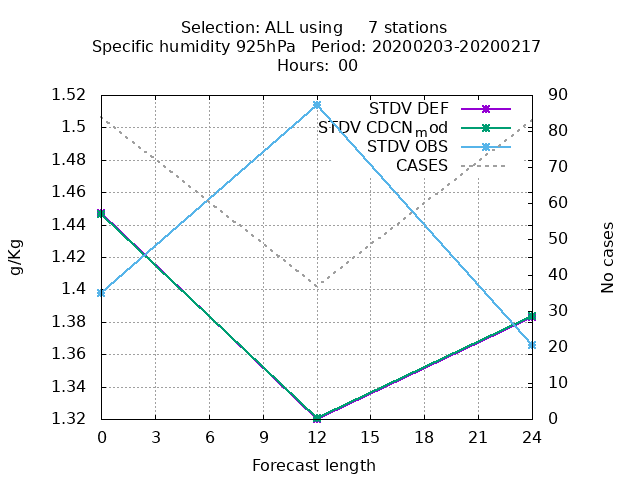 Selection: ALL using 7 stations
Specific humidity 925hPa Period: 20200203-20200217
Hours: 00
1.52
1.5
1.48
1.46
1.44
1.42
1.4
1.38
1.36
1.34
1.32
g/Kg
STDV DEF
STDV CDCN_mod
STDV OBS
CASES
90
80
70
60
50
40
30
20
10
0
No cases
0 3 6 9 12 15 18 21 24
Forecast length